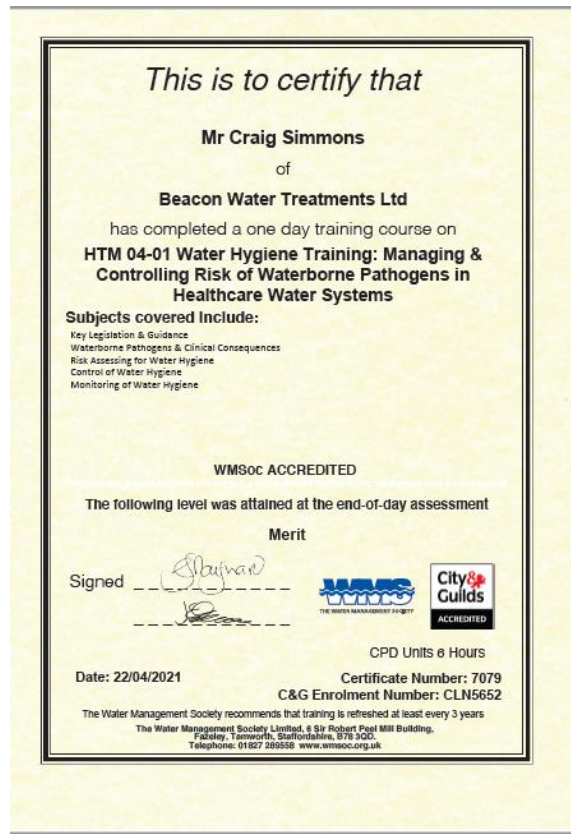 This is to certify that
Mr Craig Simmons
of
Beacon Water Treatments Ltd
has completed a one day training course on
HTM 04-01 Water Hygiene Training: Managing &
Controlling Risk of Waterborne Pathogens in
Healthcare Water Systems
Subjects covered Include:
Key Legislation & Guidance
Waterborne Pathogens & Clinical Consequences
Risk Assessing for Water Hygiene
Control of Water Hygiene
Monitoring of Water Hygiene
WMSoc ACCREDITED
The following level was attained at the end-of-day assessment
Merit
Signed
WMS
THE WATER MANAGEMENT SOCIETY
City&
Guilds
ACCREDITED
CPD Units 6 Hours
Date: 22/04/2021
Certificate Number: 7079
C&G Enrolment Number: CLN5652
The Water Management Society recommends that training is refreshed at least every 3 years
The Water Management Society Limited, 6 Sir Robert Peel Mill Building,
Fazeley, Tamworth, Staffordshire, B78 3QD.
Telephone: 01827 289558 www.wmsoc.org.uk